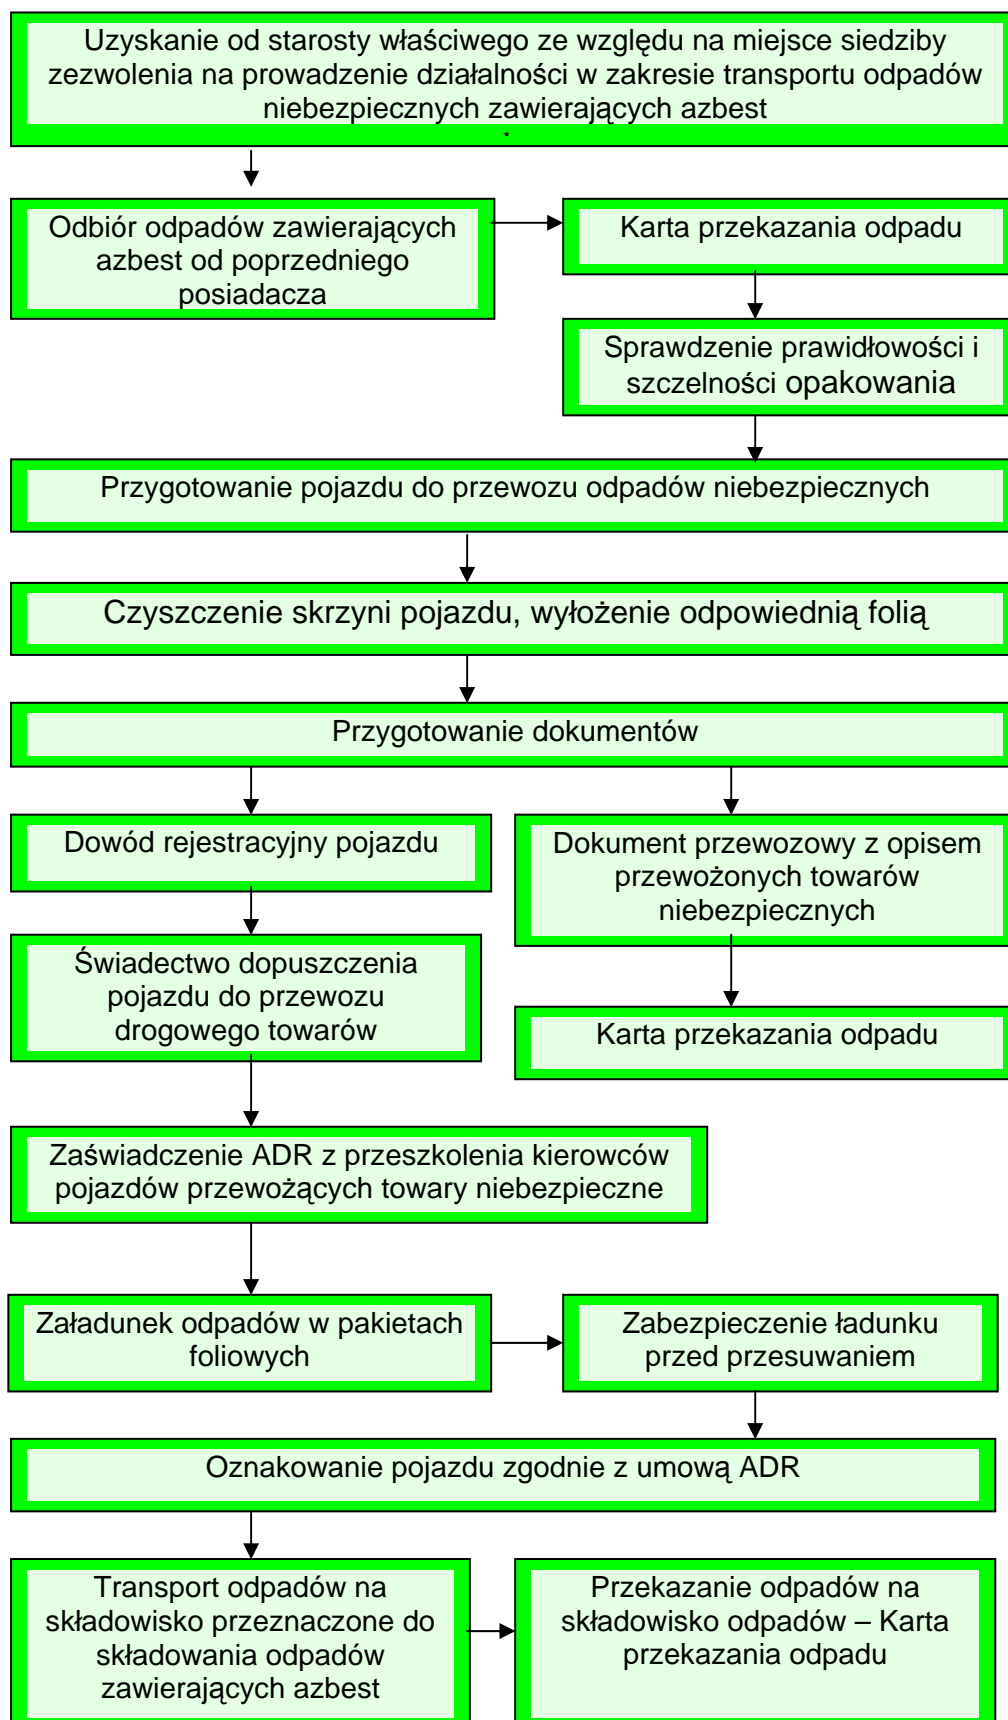 Uzyskanie od starosty właściwego ze względu na miejsce siedziby
zezwolenia na prowadzenie działalności w zakresie transportu odpadów
niebezpiecznych zawierających azbest
Odbiór odpadów zawierających
azbest od poprzedniego
posiadacza
Karta przekazania odpadu
Sprawdzenie prawidłowości i
szczelności opakowania
Przygotowanie pojazdu do przewozu odpadów niebezpiecznych
Czyszczenie skrzyni pojazdu, wyłożenie odpowiednią folią
Przygotowanie dokumentów
Dowód rejestracyjny pojazdu
Dokument przewozowy z opisem
przewożonych towarów
niebezpiecznych
Świadectwo dopuszczenia
pojazdu do przewozu
drogowego towarów
Karta przekazania odpadu
Zaświadczenie ADR z przeszkolenia kierowców
pojazdów przewożących towary niebezpieczne
Załadunek odpadów w pakietach
foliowych
Zabezpieczenie ładunku
przed przesuwaniem
Oznakowanie pojazdu zgodnie z umową ADR
Transport odpadów na
składowisko przeznaczone do
składowania odpadów
zawierających azbest
Przekazanie odpadów na
składowisko odpadów – Karta
przekazania odpadu